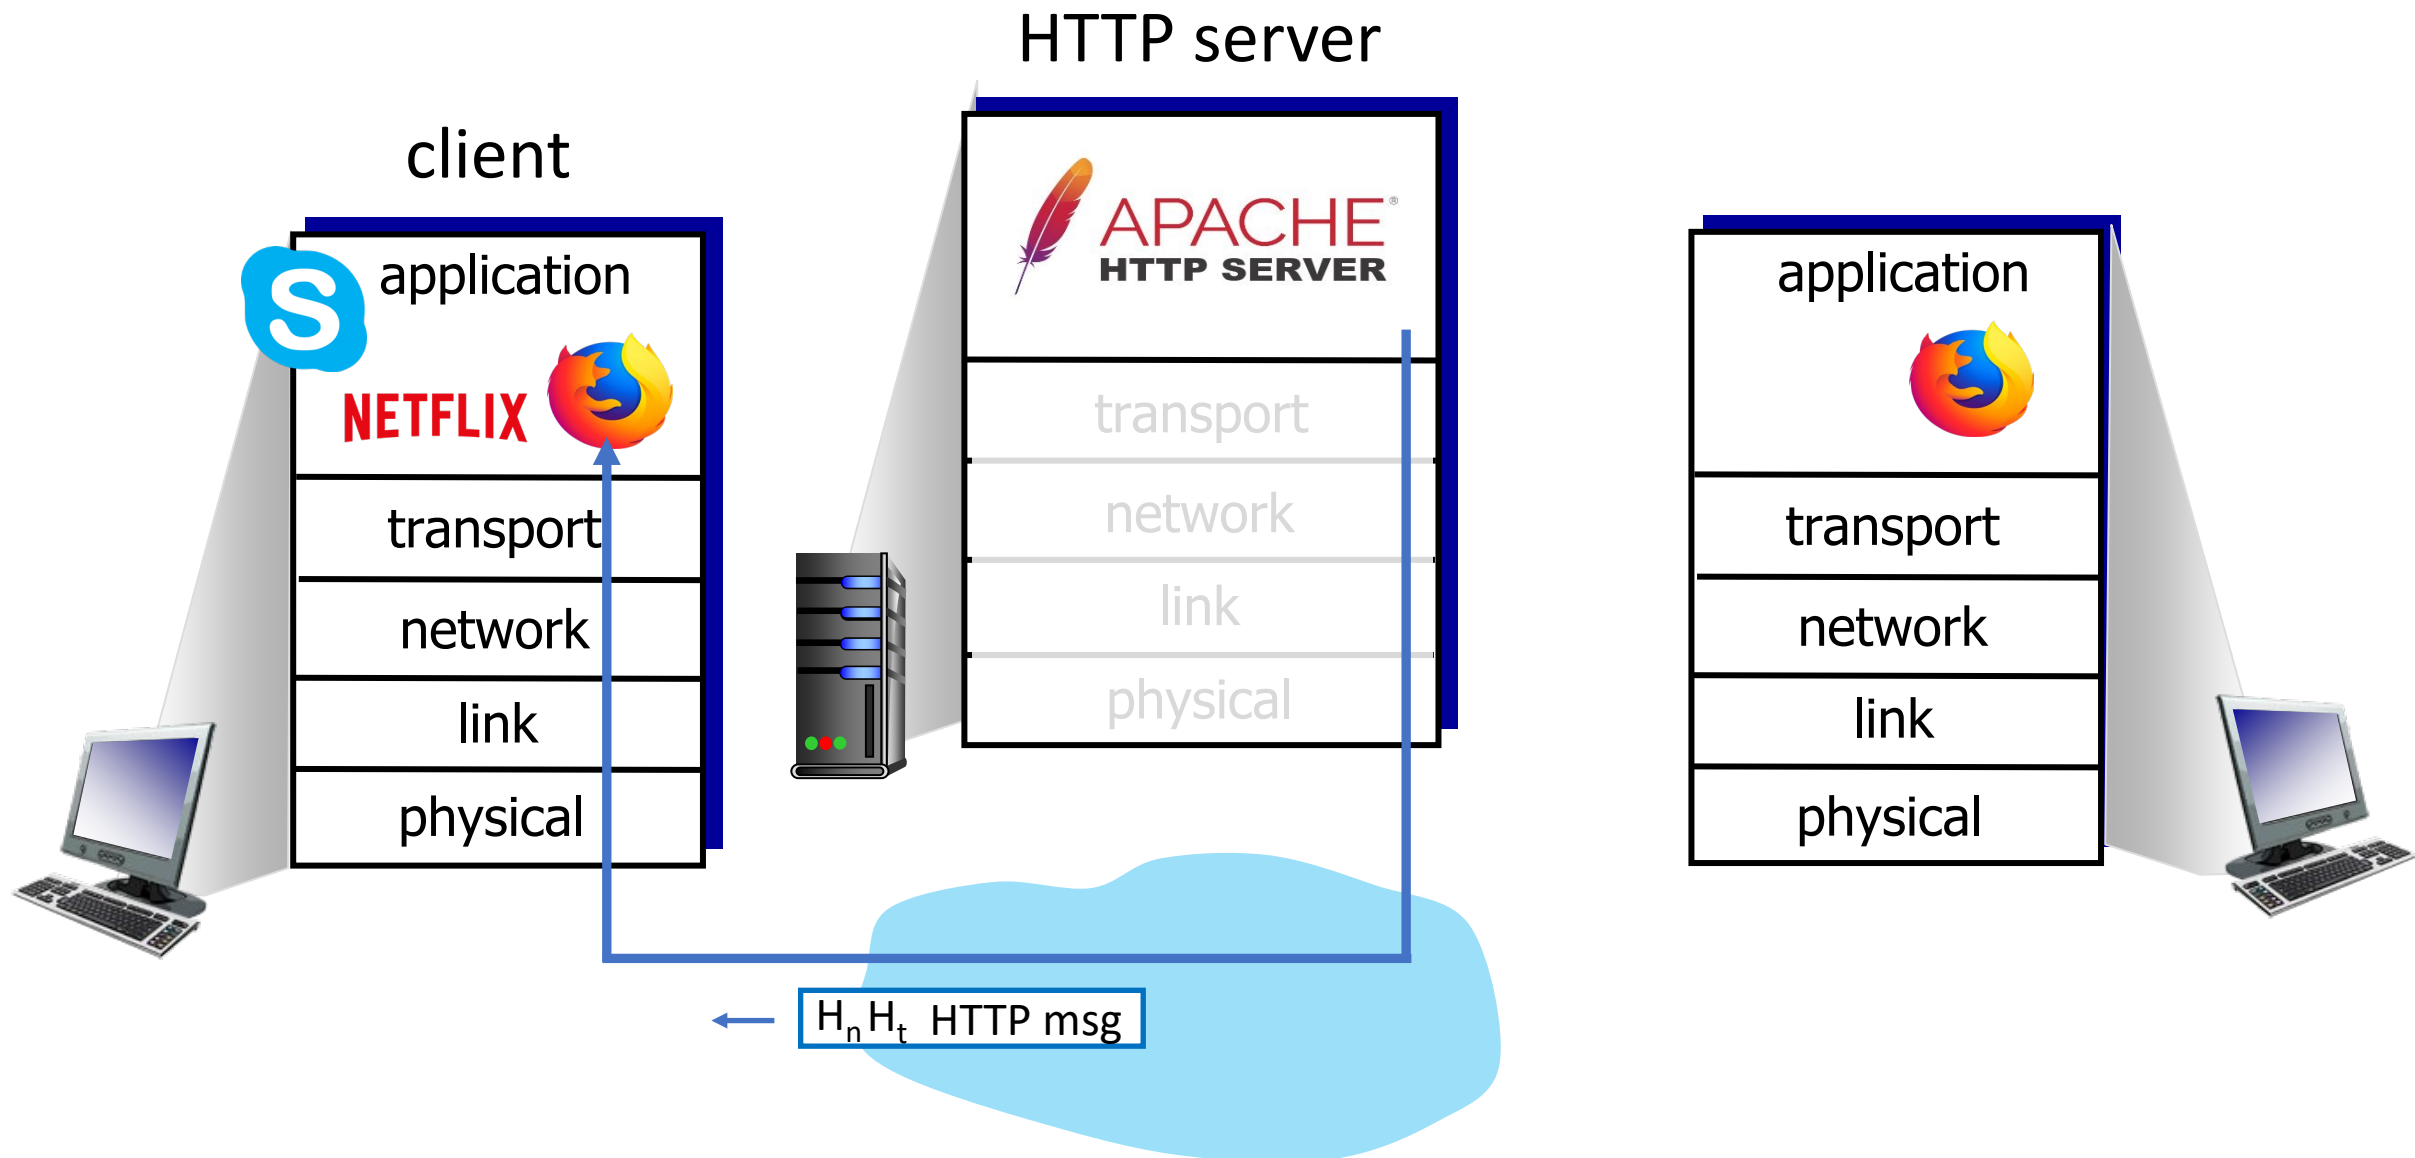 HTTP server
client
APACHE®
HTTP SERVER
application
NETFLIX
transport
network
link
physical
transport
network
link
physical
application
transport
network
link
physical
HnHt HTTP msg